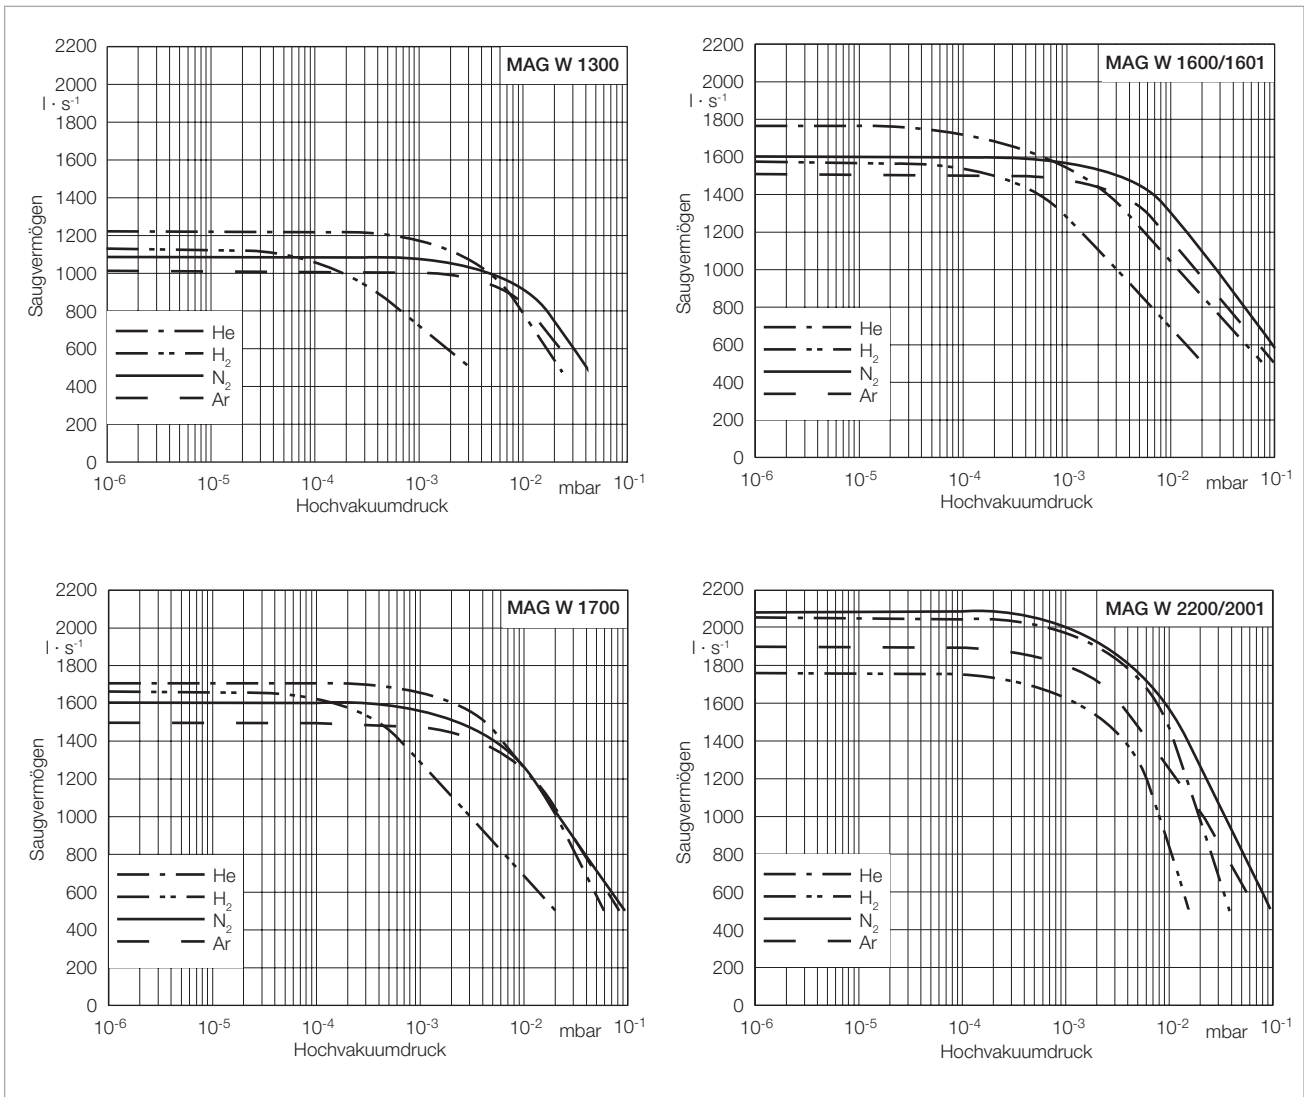 MAG W 1300
2200
2000
l · s⁻¹
1800
1600
1400
1200
1000
800
600
400
200
0
Saugvermögen
He
H₂
N₂
Ar
10⁻⁶ 10⁻⁵ 10⁻⁴ 10⁻³ 10⁻² mbar 10⁻¹
Hochvakuumdruck
MAG W 1600/1601
2200
2000
l · s⁻¹
1800
1600
1400
1200
1000
800
600
400
200
0
Saugvermögen
He
H₂
N₂
Ar
10⁻⁶ 10⁻⁵ 10⁻⁴ 10⁻³ 10⁻² mbar 10⁻¹
Hochvakuumdruck
MAG W 1700
2200
2000
l · s⁻¹
1800
1600
1400
1200
1000
800
600
400
200
0
Saugvermögen
He
H₂
N₂
Ar
10⁻⁶ 10⁻⁵ 10⁻⁴ 10⁻³ 10⁻² mbar 10⁻¹
Hochvakuumdruck
MAG W 2200/2001
2200
2000
l · s⁻¹
1800
1600
1400
1200
1000
800
600
400
200
0
Saugvermögen
He
H₂
N₂
Ar
10⁻⁶ 10⁻⁵ 10⁻⁴ 10⁻³ 10⁻² mbar 10⁻¹
Hochvakuumdruck